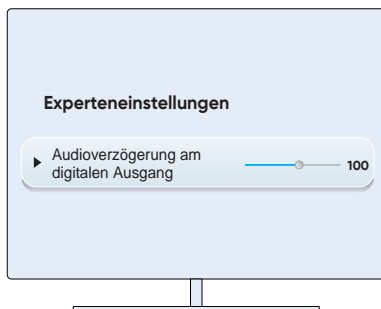 Experteneinstellungen
Audioverzögerung am
digitalen Ausgang
100